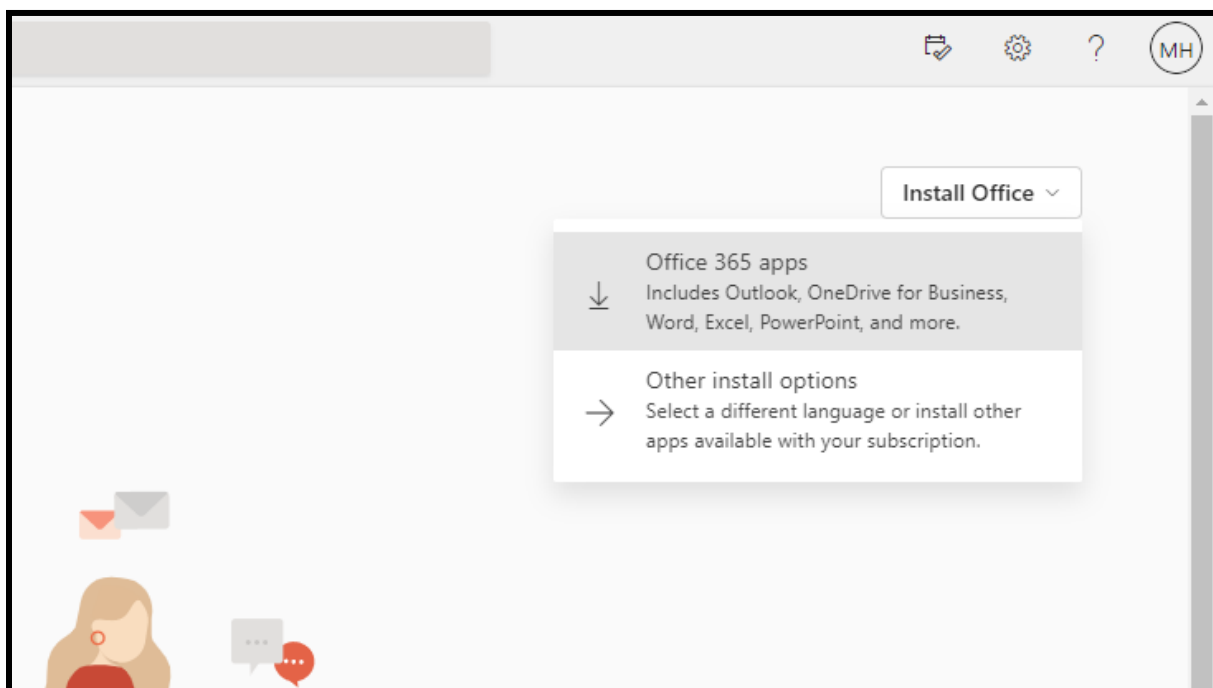 MH
Install Office
Office 365 apps
Includes Outlook, OneDrive for Business,
Word, Excel, PowerPoint, and more.
Other install options
Select a different language or install other
apps available with your subscription.